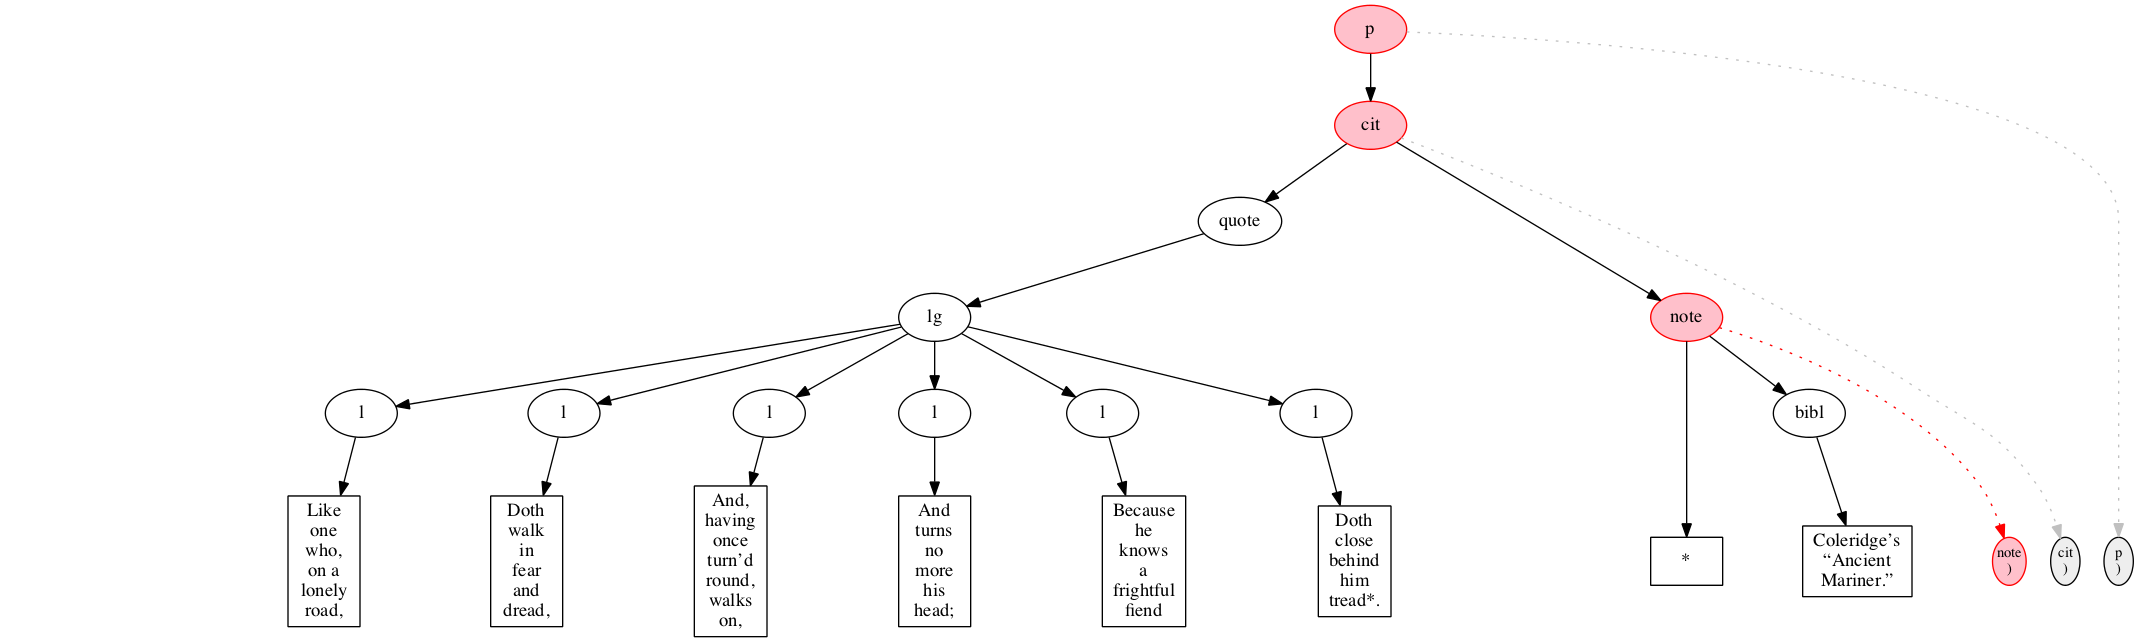 p
cit
quote
lg
note
l
l
l
l
l
l
bibl
Like
one
who,
on a
lonely
road,
Doth
walk
in
fear
and
dread,
And,
having
once
turn’d
round,
walks
on,
And
turns
no
more
his
head;
Because
he
knows
a
frightful
fiend
Doth
close
behind
him
tread*.
*
Coleridge’s
“Ancient
Mariner.”
note
)
cit
)
p
)